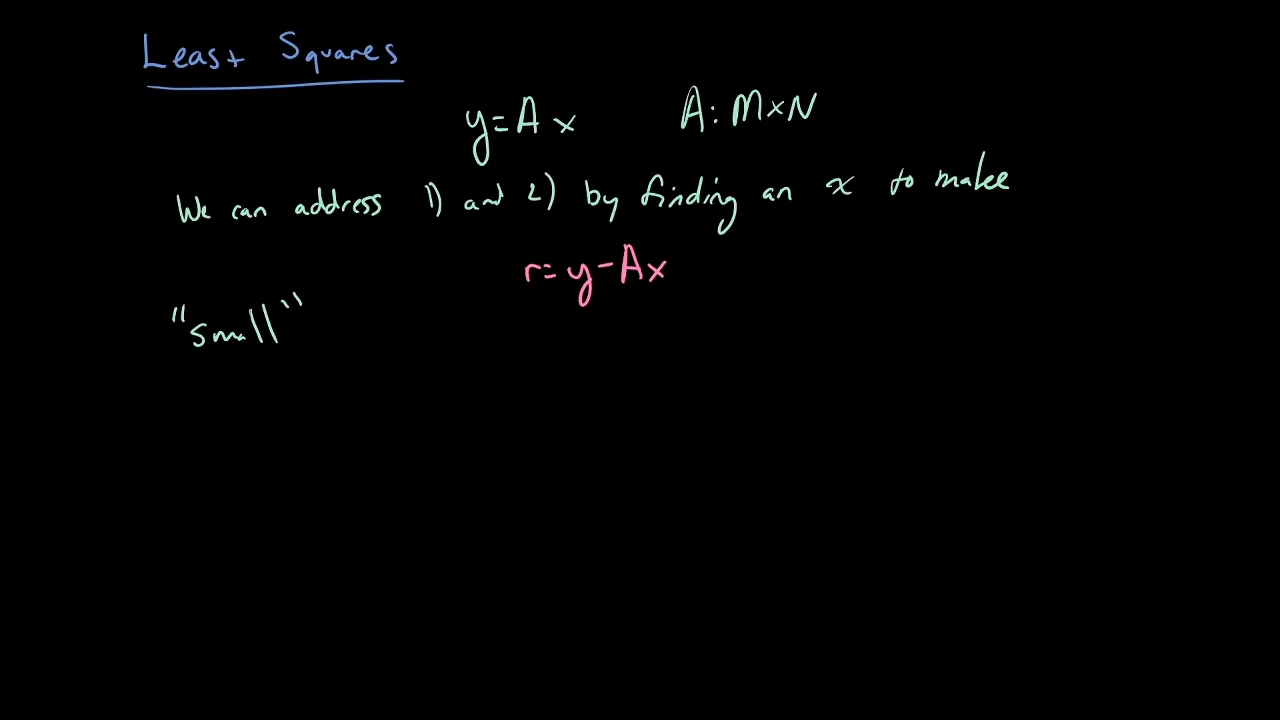 Least Squares
y=Ax A: M×N
We can address 1) and 2) by finding an x to make
r=y-Ax
"small"